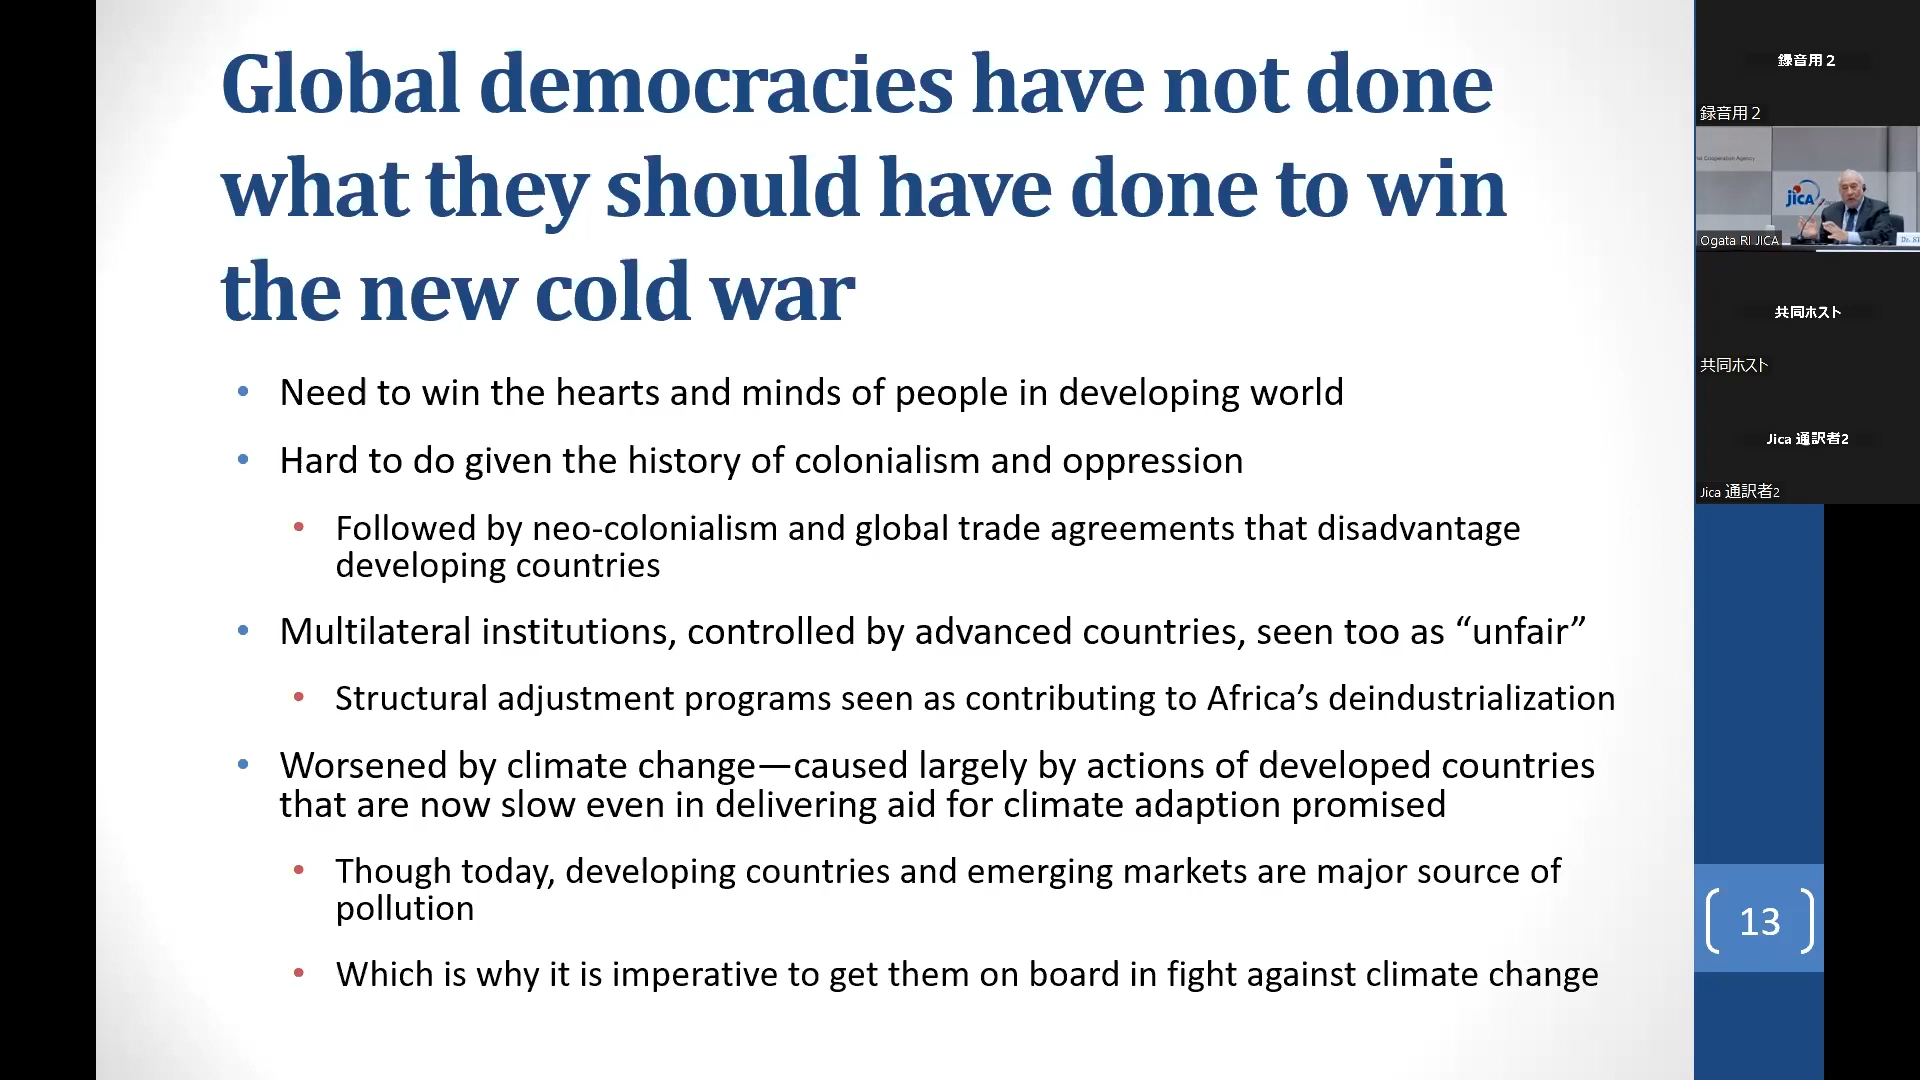 Global democracies have not done
what they should have done to win
the new cold war
• Need to win the hearts and minds of people in developing world
• Hard to do given the history of colonialism and oppression
• Followed by neo-colonialism and global trade agreements that disadvantage
developing countries
• Multilateral institutions, controlled by advanced countries, seen too as “unfair”
• Structural adjustment programs seen as contributing to Africa’s deindustrialization
• Worsened by climate change—caused largely by actions of developed countries
that are now slow even in delivering aid for climate adaption promised
• Though today, developing countries and emerging markets are major source of
pollution
• Which is why it is imperative to get them on board in fight against climate change
13
録音用２
録音用２
Cooperation Agency
jICA
Ogata RI JICA
Dr.
共同ホスト
共同ホスト
Jica 通訳者2
Jica 通訳者2